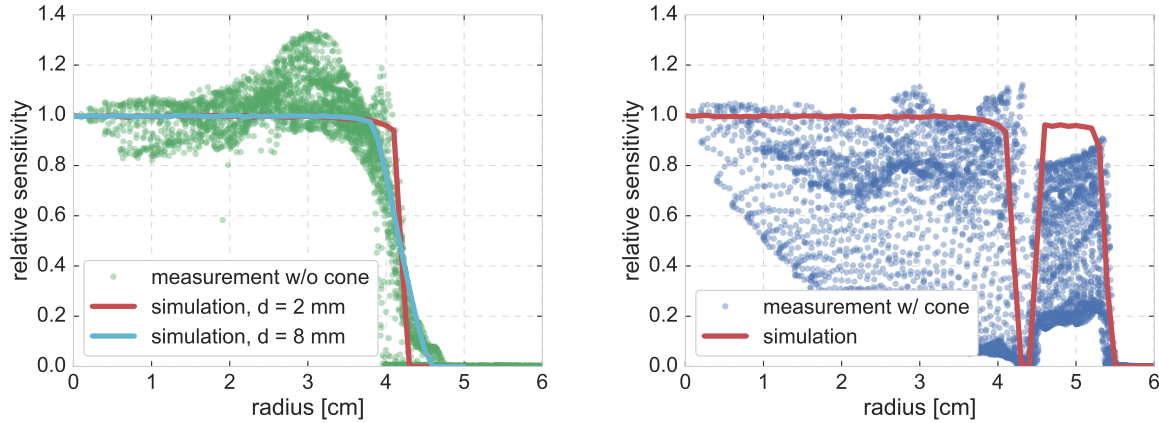 1.4
1.2
1.0
0.8
0.6
0.4
0.2
0.0
relative sensitivity
measurement w/o cone
simulation, d = 2 mm
simulation, d = 8 mm
0 1 2 3 4 5 6
radius [cm]
1.4
1.2
1.0
0.8
0.6
0.4
0.2
0.0
relative sensitivity
measurement w/ cone
simulation
0 1 2 3 4 5 6
radius [cm]